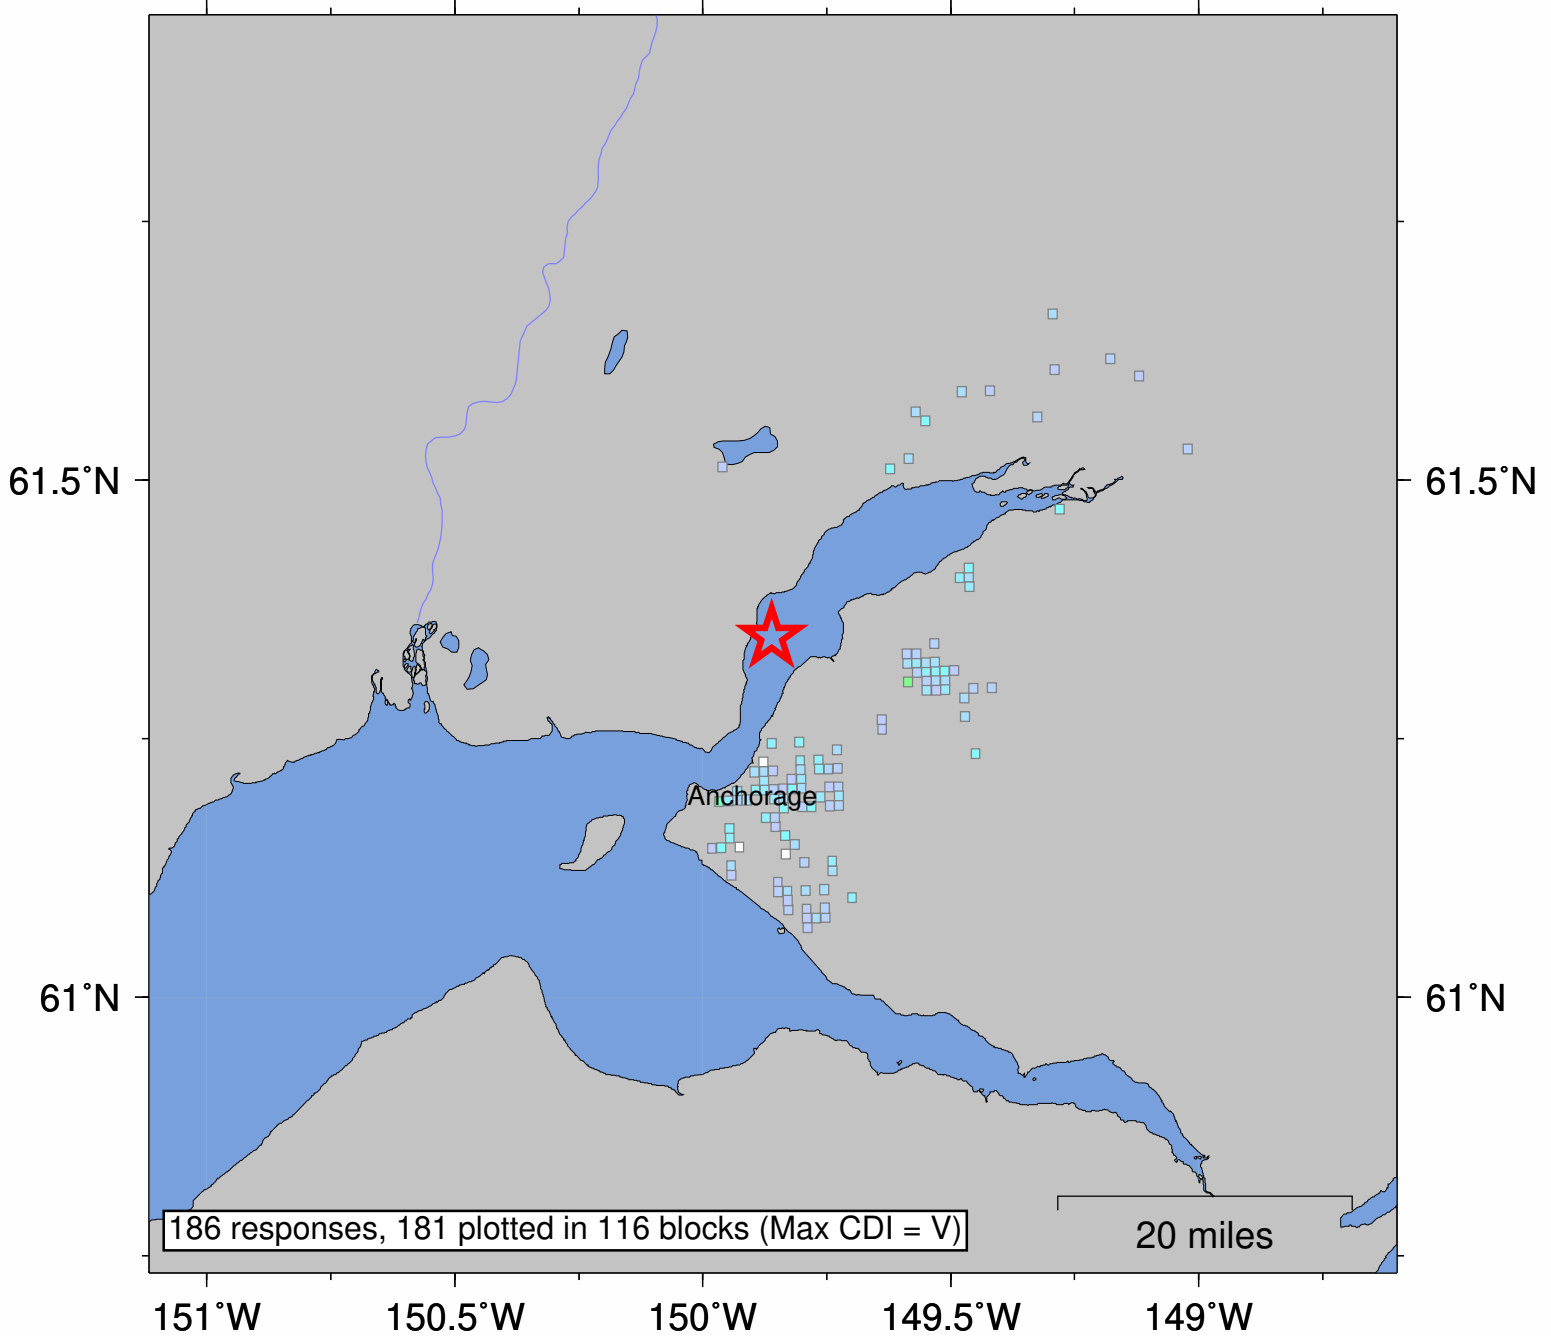 61.5°N
61.5°N
Anchorage
61°N
61°N
186 responses, 181 plotted in 116 blocks (Max CDI = V)
20 miles
151°W
150.5°W
150°W
149.5°W
149°W